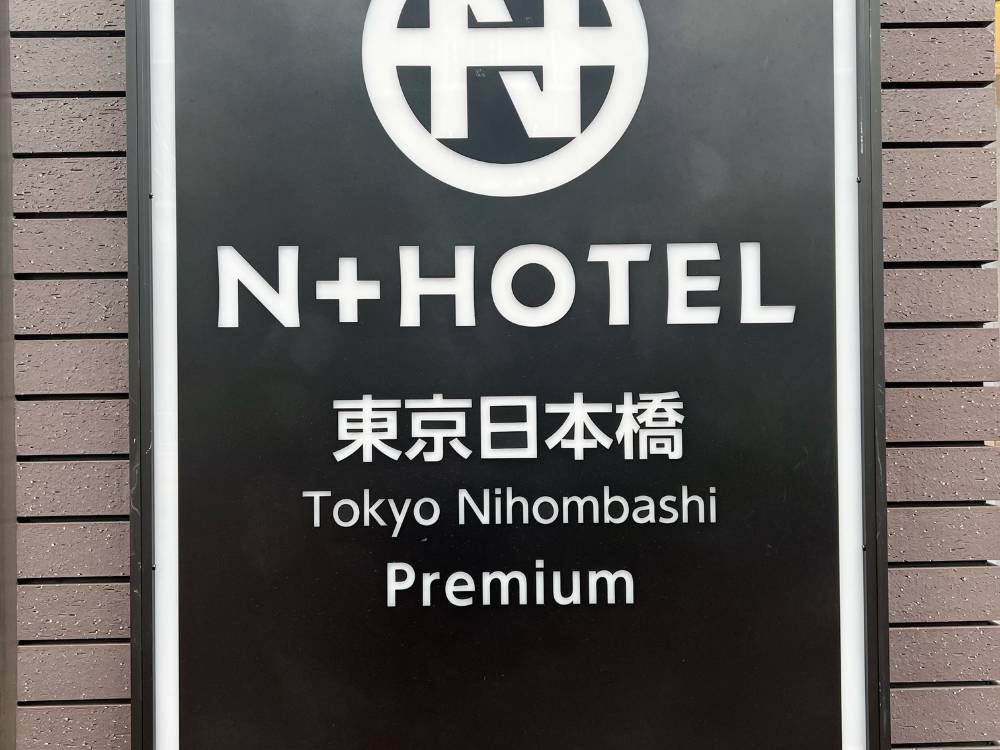 N+HOTEL
東京日本橋
Tokyo Nihombashi
Premium